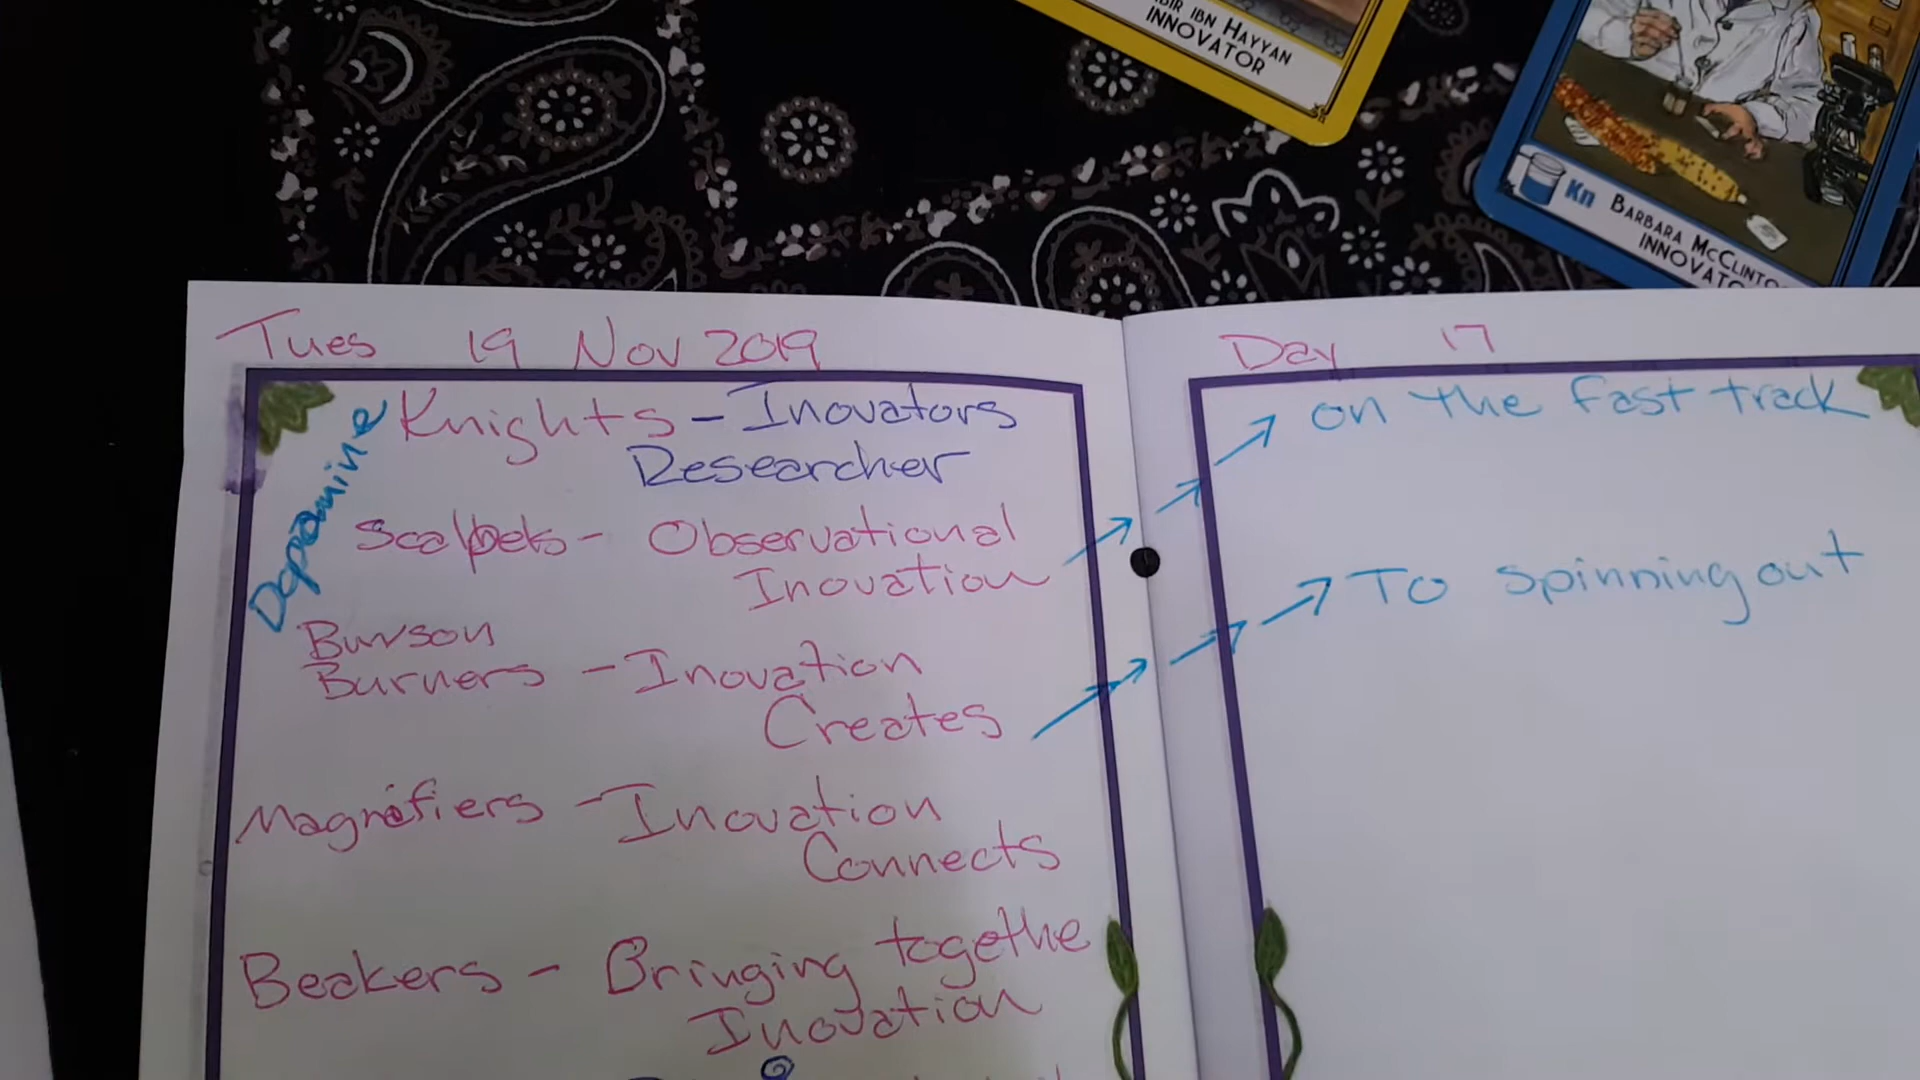 IR IBN HAYYAN
INNOVATOR
Kn
BARBARA MCCLINTO
INNOVATO
Tues 19 Nov 2019
Day 17
Dopamine
Knights - Inovators
Researcher
Scalpels - Observational
Inovation
Bunson
Burners - Inovation
Creates
Magnifiers - Inovation
Connects
Beakers - Bringing togethe
Inovation
on the fast track
To spinning out